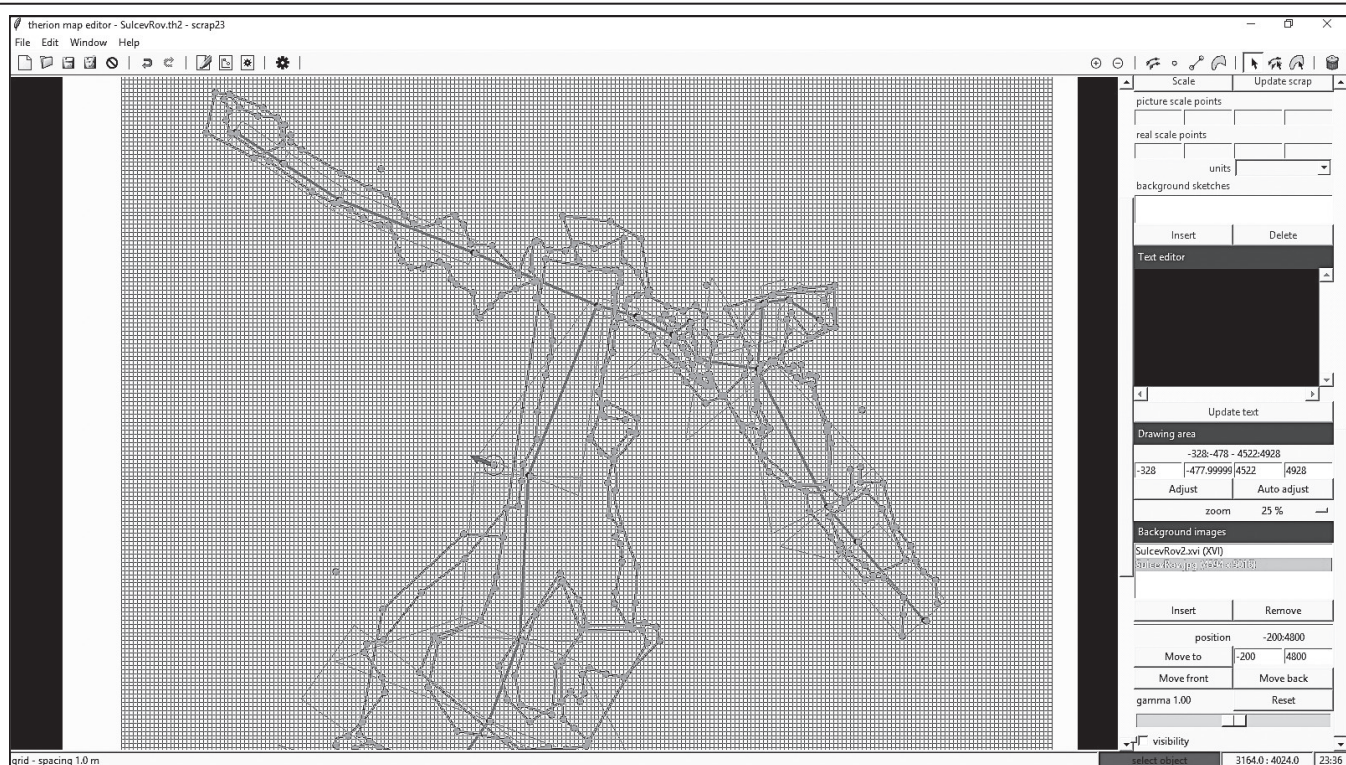 therion map editor - SulcevRov.th2 - scrap23
File Edit Window Help
Scale Update scrap
picture scale points
real scale points
units
background sketches
Insert Delete
Text editor
Update text
Drawing area
-328:-478 - 4522:4928
-328 -477.99999 4522 4928
Adjust Auto adjust
zoom 25 %
Background images
SulcevRov2.xvi (XVI)
Insert Remove
position -200:4800
Move to -200 4800
Move front Move back
gamma 1.00 Reset
visibility
grid - spacing 1.0 m select object 3164.0 : 4024.0 23:36